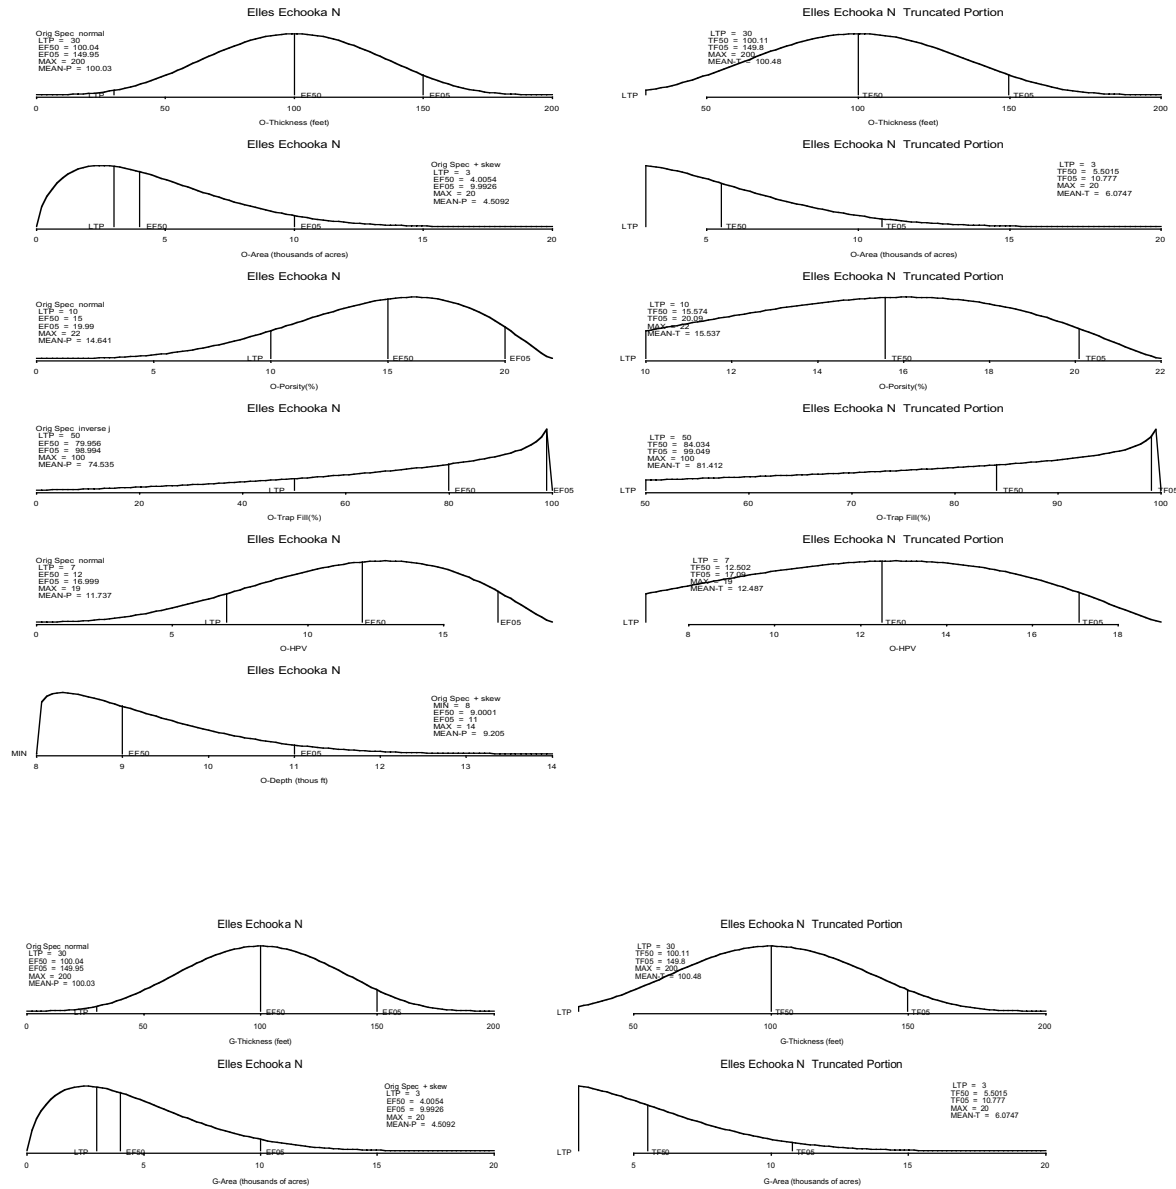 Elles Echooka N
Orig Spec normal
LTP = 30
EF50 = 100.04
EF05 = 149.95
MAX = 200
MEAN-P = 100.03
LTP EF50 EF05
0 50 100 150 200
O-Thickness (feet)
Elles Echooka N Truncated Portion
LTP = 30
TF50 = 100.11
TF05 = 149.8
MAX = 200
MEAN-T = 100.48
LTP TF50 TF05
50 100 150 200
O-Thickness (feet)
Elles Echooka N
Orig Spec + skew
LTP = 3
EF50 = 4.0054
EF05 = 9.9926
MAX = 20
MEAN-P = 4.5092
LTP EF50 EF05
0 5 10 15 20
O-Area (thousands of acres)
Elles Echooka N Truncated Portion
LTP = 3
TF50 = 5.5015
TF05 = 10.777
MAX = 20
MEAN-T = 6.0747
LTP TF50 TF05
5 10 15 20
O-Area (thousands of acres)
Elles Echooka N
Orig Spec normal
LTP = 10
EF50 = 15
EF05 = 19.99
MAX = 22
MEAN-P = 14.641
LTP EF50 EF05
0 5 10 15 20
O-Porsity(%)
Elles Echooka N Truncated Portion
LTP = 10
TF50 = 15.574
TF05 = 20.09
MAX = 22
MEAN-T = 15.537
LTP TF50 TF05
10 12 14 16 18 20 22
O-Porsity(%)
Elles Echooka N
Orig Spec inverse j
LTP = 50
EF50 = 79.956
EF05 = 98.994
MAX = 100
MEAN-P = 74.535
LTP EF50 EF05
0 20 40 60 80 100
O-Trap Fill(%)
Elles Echooka N Truncated Portion
LTP = 50
TF50 = 84.034
TF05 = 99.049
MAX = 100
MEAN-T = 81.412
LTP TF50 TF05
50 60 70 80 90 100
O-Trap Fill(%)
Elles Echooka N
Orig Spec normal
LTP = 7
EF50 = 12
EF05 = 16.999
MAX = 19
MEAN-P = 11.737
LTP EF50 EF05
0 5 10 15
O-HPV
Elles Echooka N Truncated Portion
LTP = 7
TF50 = 12.502
TF05 = 17.09
MAX = 19
MEAN-T = 12.487
LTP TF50 TF05
8 10 12 14 16 18
O-HPV
Elles Echooka N
Orig Spec + skew
MIN = 8
EF50 = 9.0001
EF05 = 11
MAX = 14
MEAN-P = 9.205
MIN EF50 EF05
8 9 10 11 12 13 14
O-Depth (thous ft)
Elles Echooka N
Orig Spec normal
LTP = 30
EF50 = 100.04
EF05 = 149.95
MAX = 200
MEAN-P = 100.03
LTP EF50 EF05
0 50 100 150 200
G-Thickness (feet)
Elles Echooka N Truncated Portion
LTP = 30
TF50 = 100.11
TF05 = 149.8
MAX = 200
MEAN-T = 100.48
LTP TF50 TF05
50 100 150 200
G-Thickness (feet)
Elles Echooka N
Orig Spec + skew
LTP = 3
EF50 = 4.0054
EF05 = 9.9926
MAX = 20
MEAN-P = 4.5092
LTP EF50 EF05
0 5 10 15 20
G-Area (thousands of acres)
Elles Echooka N Truncated Portion
LTP = 3
TF50 = 5.5015
TF05 = 10.777
MAX = 20
MEAN-T = 6.0747
LTP TF50 TF05
5 10 15 20
G-Area (thousands of acres)